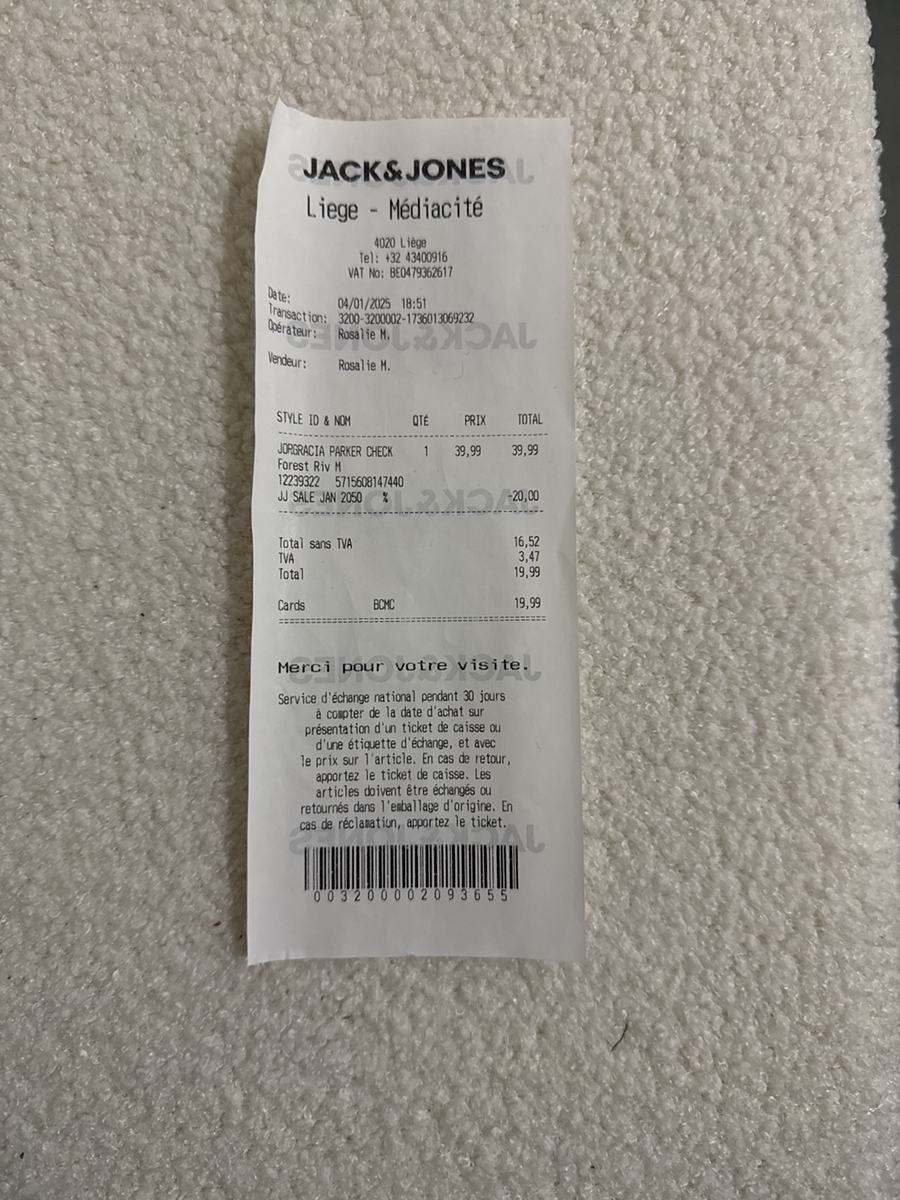 JACK&JONES
Liege - Médiacité
4020 Liège
Tel: +32 43400916
VAT No: BE0479362617
Date: 04/01/2025 18:51
Transaction: 3200-3200002-1736013069232
Opérateur: Rosalie M.
Vendeur: Rosalie M.
STYLE ID & NOM QTÉ PRIX TOTAL
JORGRACIA PARKER CHECK 1 39,99 39,99
Forest Riv M
12239322 5715608147440
JJ SALE JAN 2050 % -20,00
Total sans TVA 16,52
TVA 3,47
Total 19,99
Cards BCMC 19,99
Merci pour votre visite.
Service d'échange national pendant 30 jours
à compter de la date d'achat sur
présentation d'un ticket de caisse ou
d'une étiquette d'échange, et avec
le prix sur l'article. En cas de retour,
apportez le ticket de caisse. Les
articles doivent être échangés ou
retournés dans l'emballage d'origine. En
cas de réclamation, apportez le ticket.
0032000002093655